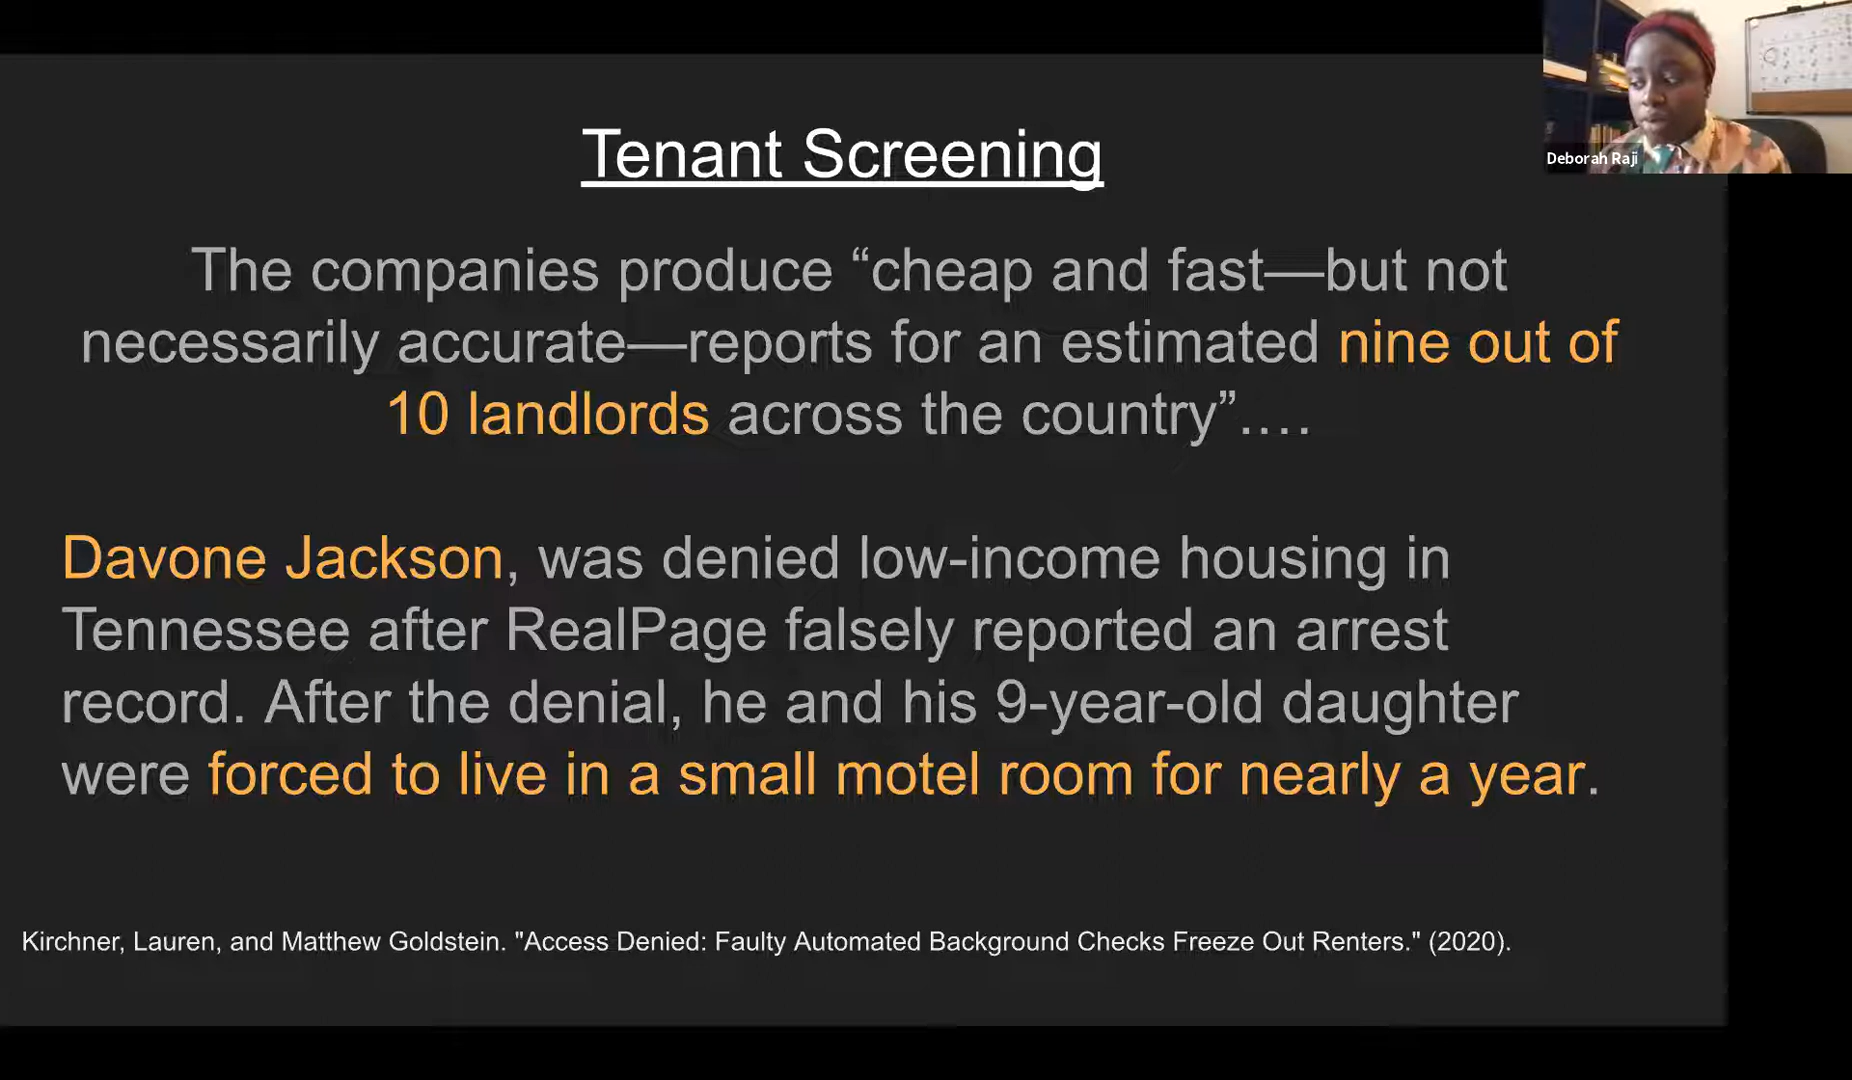 Tenant Screening
Deborah Raji
The companies produce “cheap and fast—but not
necessarily accurate—reports for an estimated nine out of
10 landlords across the country”.…
Davone Jackson, was denied low-income housing in
Tennessee after RealPage falsely reported an arrest
record. After the denial, he and his 9-year-old daughter
were forced to live in a small motel room for nearly a year.
Kirchner, Lauren, and Matthew Goldstein. "Access Denied: Faulty Automated Background Checks Freeze Out Renters." (2020).